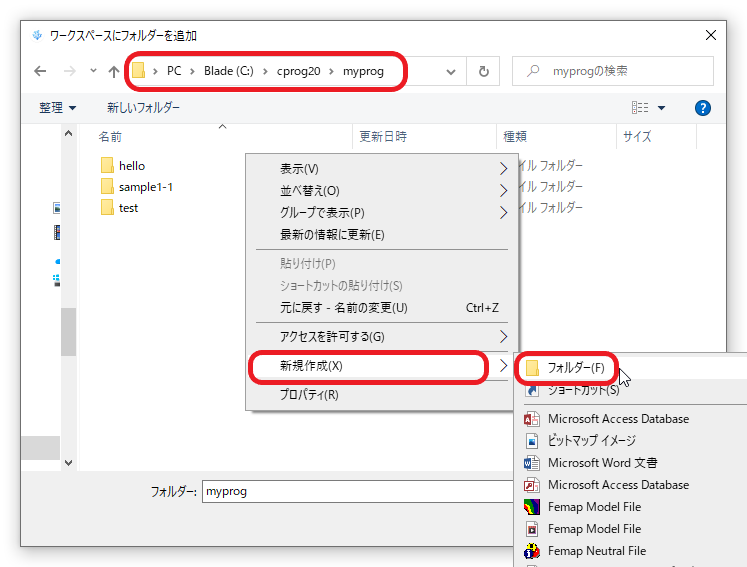 ワークスペースにフォルダーを追加
PC > Blade (C:) > cprog20 > myprog
myprogの検索
整理 新しいフォルダー
名前 更新日時 種類 サイズ
hello イル フォルダー
sample1-1 イル フォルダー
test イル フォルダー
表示(V)
並べ替え(O)
グループで表示(P)
最新の情報に更新(E)
貼り付け(P)
ショートカットの貼り付け(S)
元に戻す - 名前の変更(U) Ctrl+Z
アクセスを許可する(G)
新規作成(X)
プロパティ(R)
フォルダー(F)
ショートカット(S)
Microsoft Access Database
ビットマップ イメージ
Microsoft Word 文書
Microsoft Access Database
Femap Model File
Femap Model File
Femap Neutral File
フォルダー: myprog